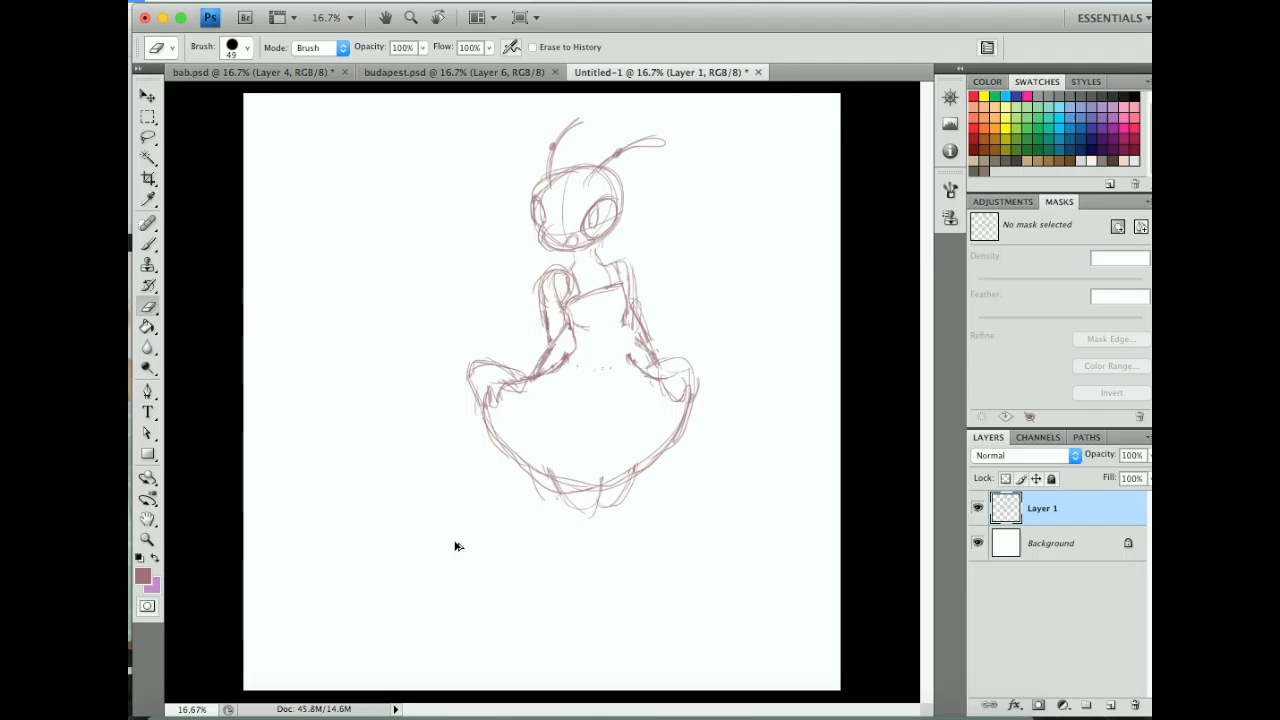 Ps Br 16.7% ESSENTIALS
Brush: 49 Mode: Brush Opacity: 100% Flow: 100% Erase to History
bab.psd @ 16.7% (Layer 4, RGB/8) * budapest.psd @ 16.7% (Layer 6, RGB/8) Untitled-1 @ 16.7% (Layer 1, RGB/8) *
COLOR SWATCHES STYLES
ADJUSTMENTS MASKS
No mask selected
Density:
Feather:
Refine: Mask Edge...
Color Range...
Invert
LAYERS CHANNELS PATHS
Normal Opacity: 100%
Lock: Fill: 100%
Layer 1
Background
T
fx
16.67% Doc: 45.8M/14.6M